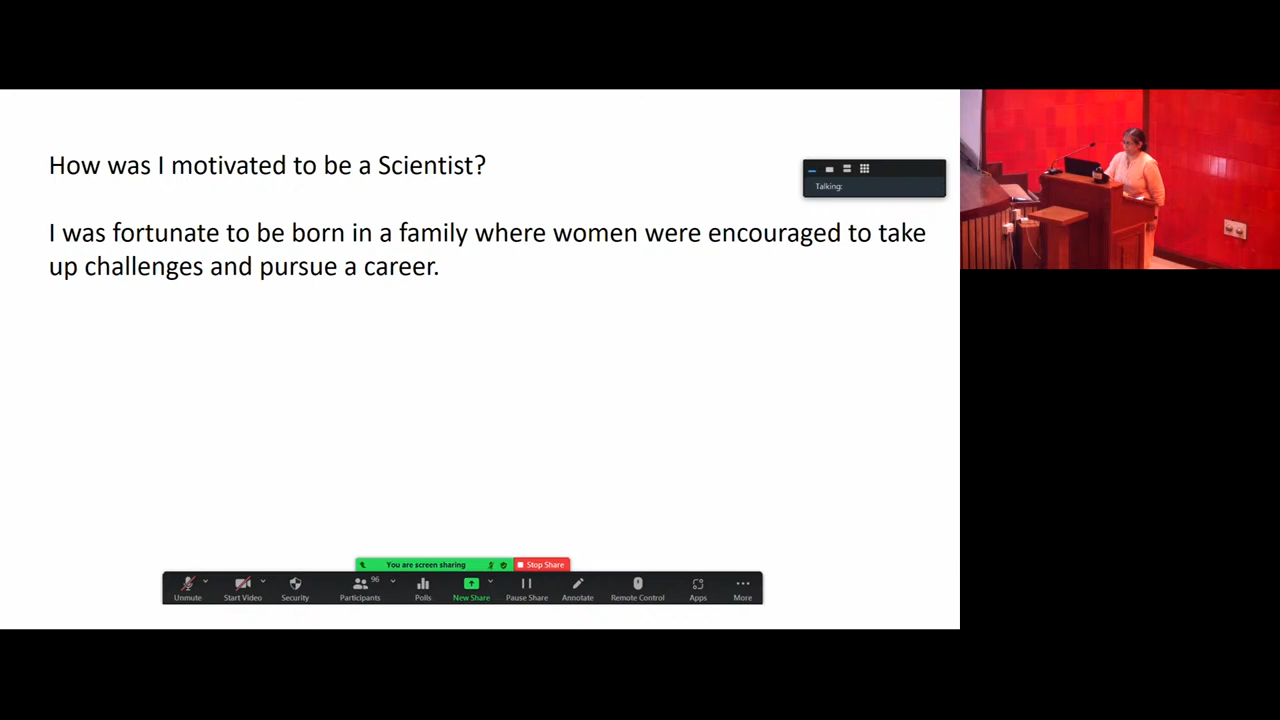 How was I motivated to be a Scientist?
Talking:
I was fortunate to be born in a family where women were encouraged to take
up challenges and pursue a career.
You are screen sharing
Stop Share
96
Unmute
Start Video
Security
Participants
Polls
New Share
Pause Share
Annotate
Remote Control
Apps
More